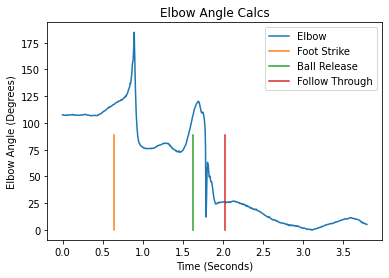 Elbow Angle Calcs
Elbow
Foot Strike
Ball Release
Follow Through
Elbow Angle (Degrees)
175
150
125
100
75
50
25
0
0.0 0.5 1.0 1.5 2.0 2.5 3.0 3.5
Time (Seconds)